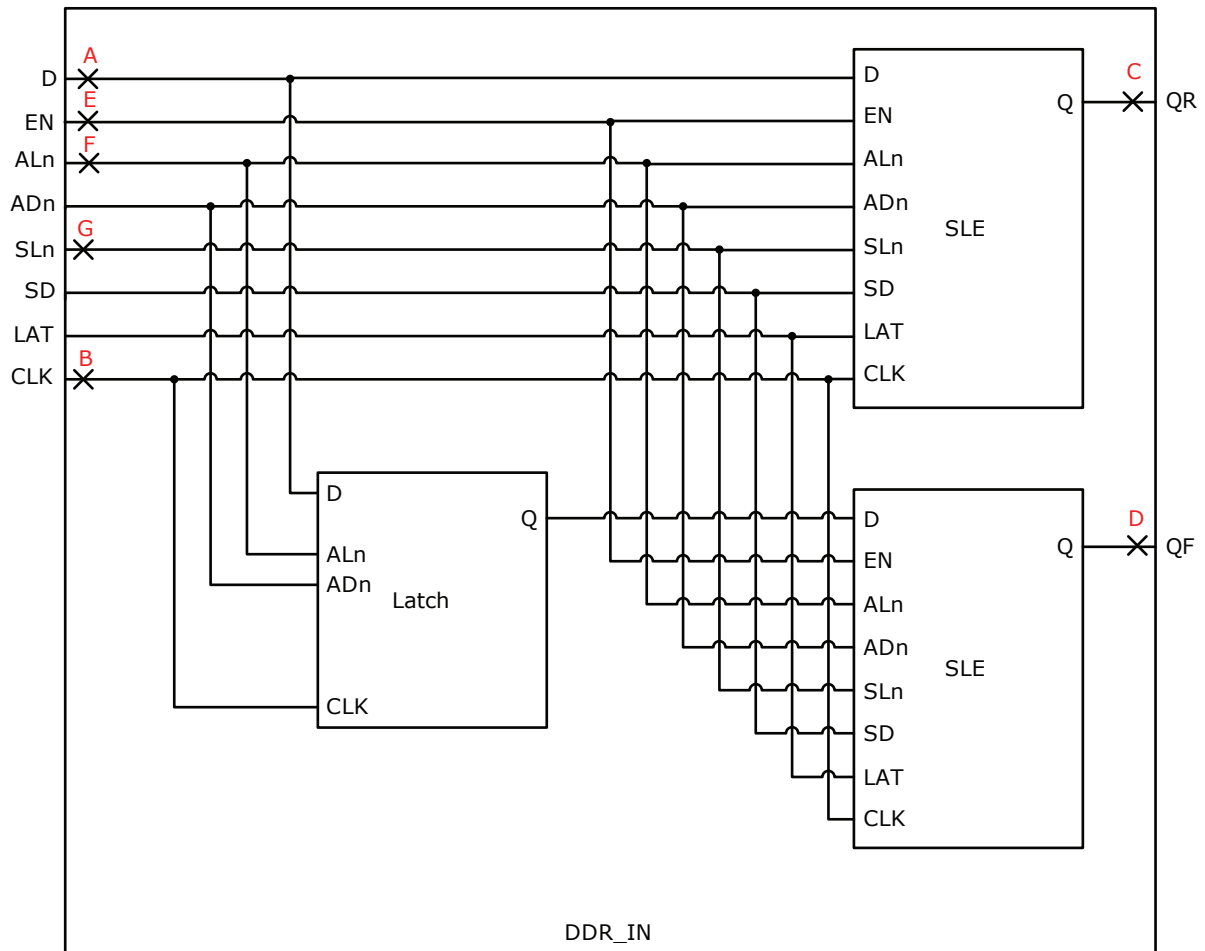 A
D
E
EN
F
ALn
ADn
G
SLn
SD
LAT
B
CLK
D
EN
ALn
ADn
SLn
SD
LAT
CLK
SLE
Q
C
QR
D
ALn
ADn
CLK
Latch
Q
D
EN
ALn
ADn
SLn
SD
LAT
CLK
SLE
Q
D
QF
DDR_IN